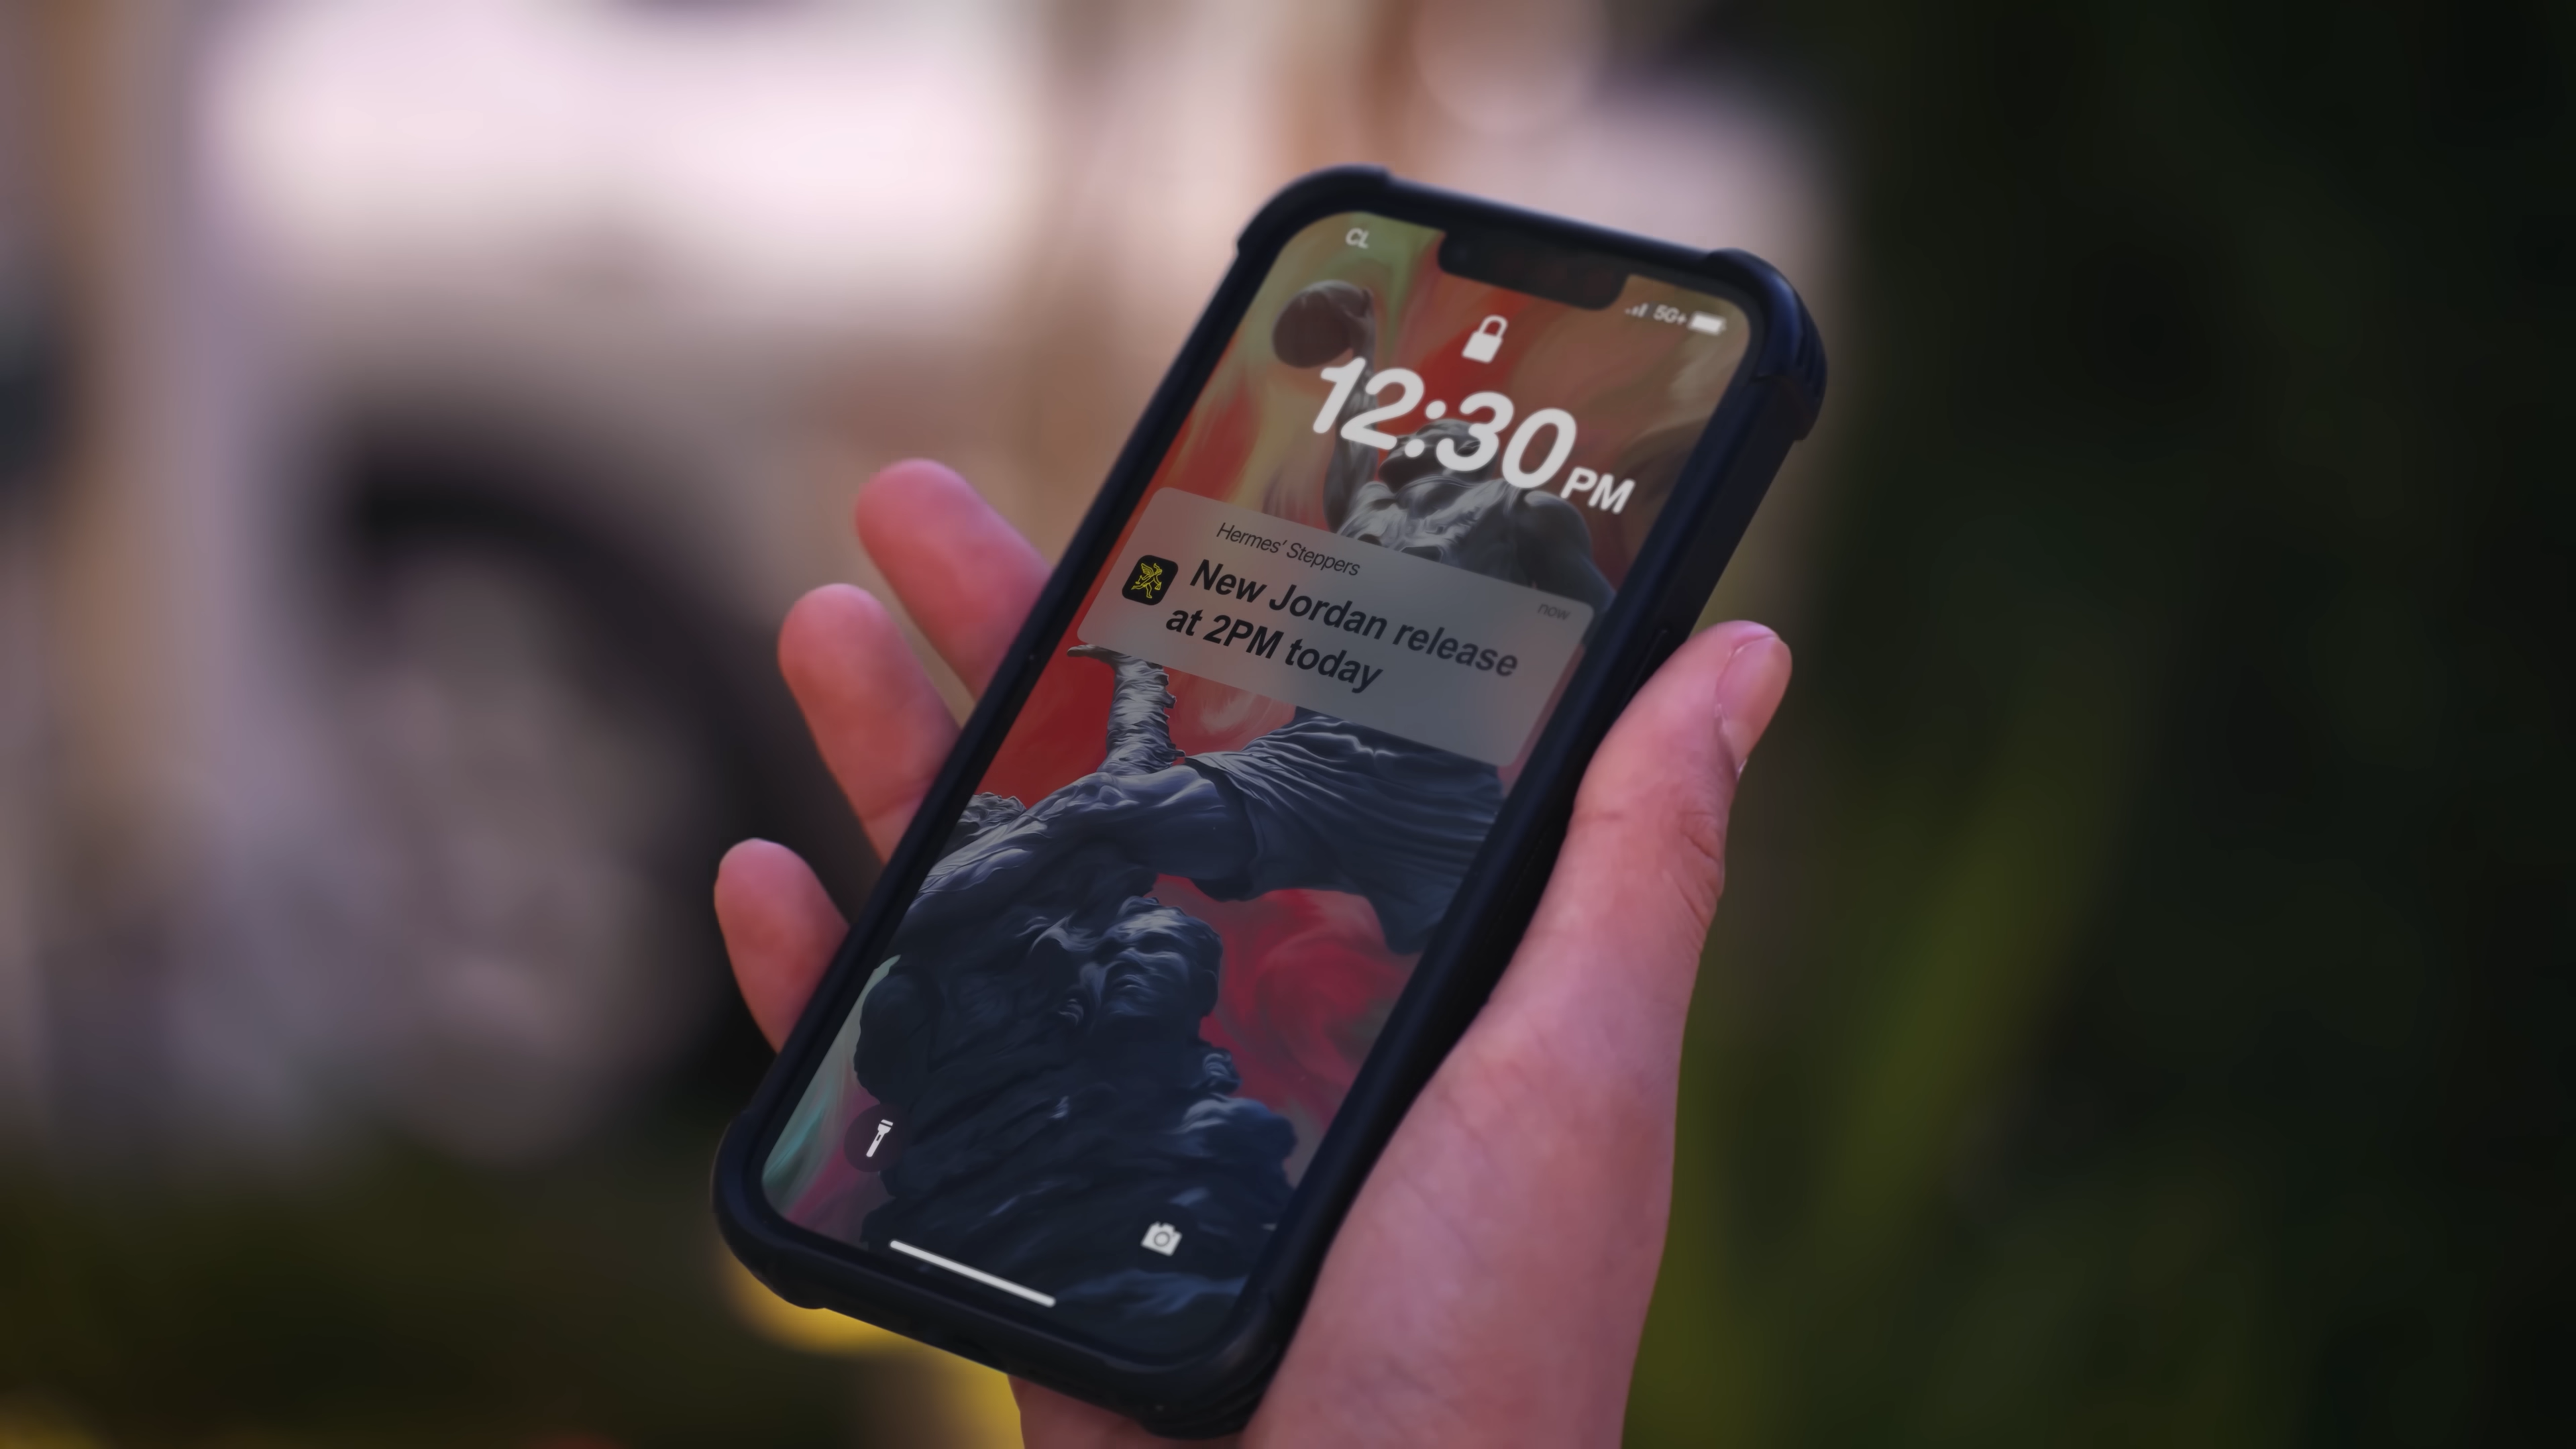 CL
5G+
12:30 PM
Hermes' Steppers
now
New Jordan release
at 2PM today